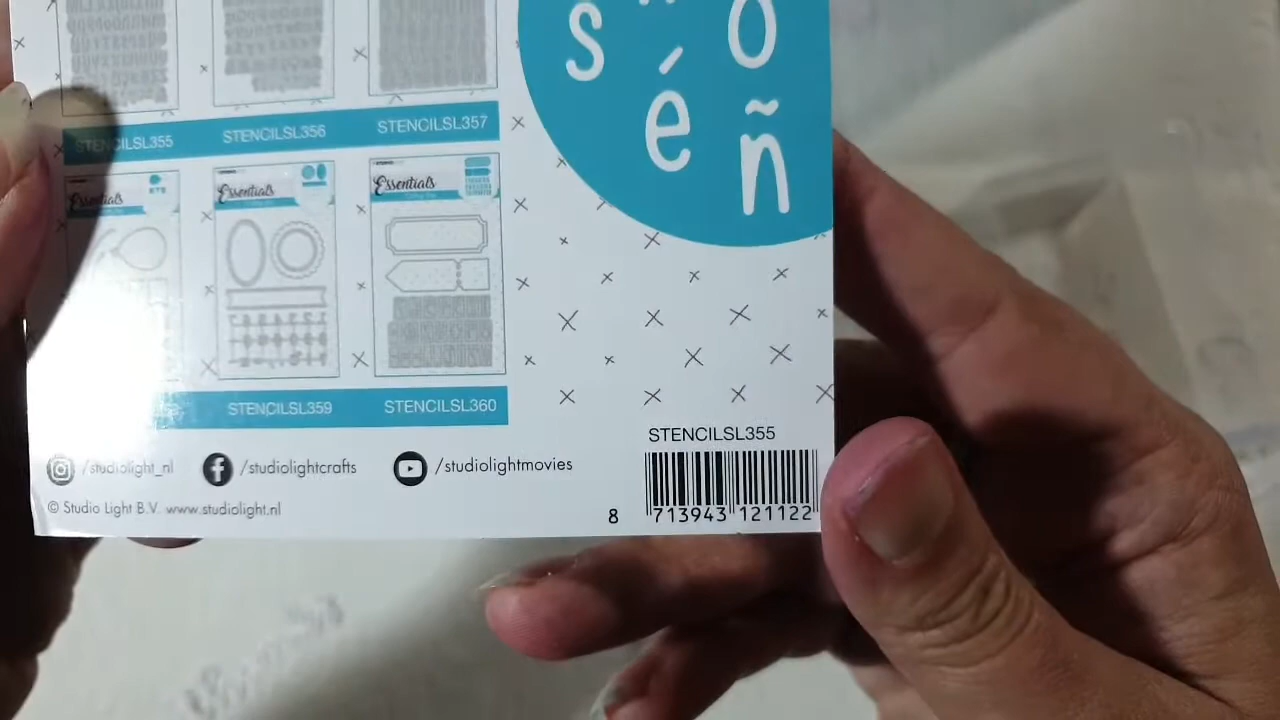 s ö
é
ñ
STENCILSL355 STENCILSL356 STENCILSL357
Essentials Essentials Essentials
STENCILSL359 STENCILSL360
STENCILSL355
/studiolight_nl /studiolightcrafts /studiolightmovies
© Studio Light B.V. www.studiolight.nl
8 713943 121122